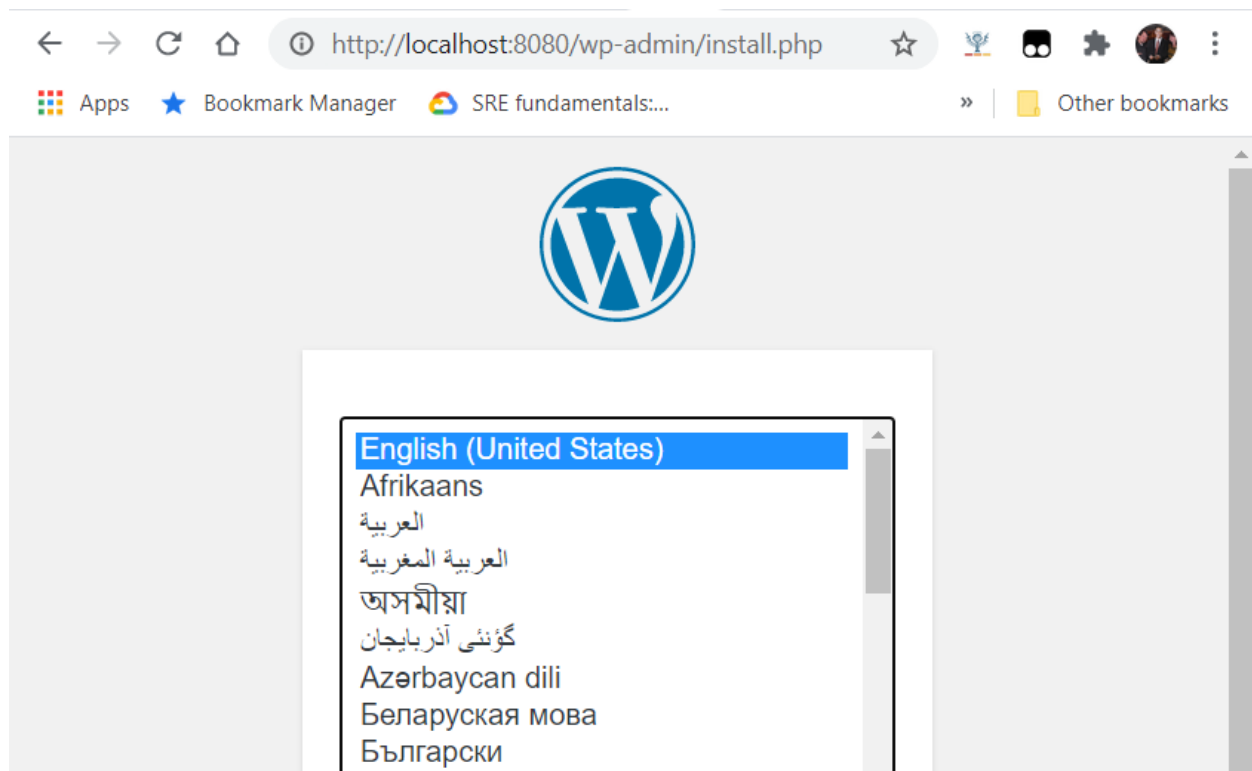 http://localhost:8080/wp-admin/install.php
Apps Bookmark Manager SRE fundamentals:... » Other bookmarks
English (United States)
Afrikaans
العربية
العربية المغربية
অসমীয়া
گؤنئی آذربایجان
Azərbaycan dili
Беларуская мова
Български